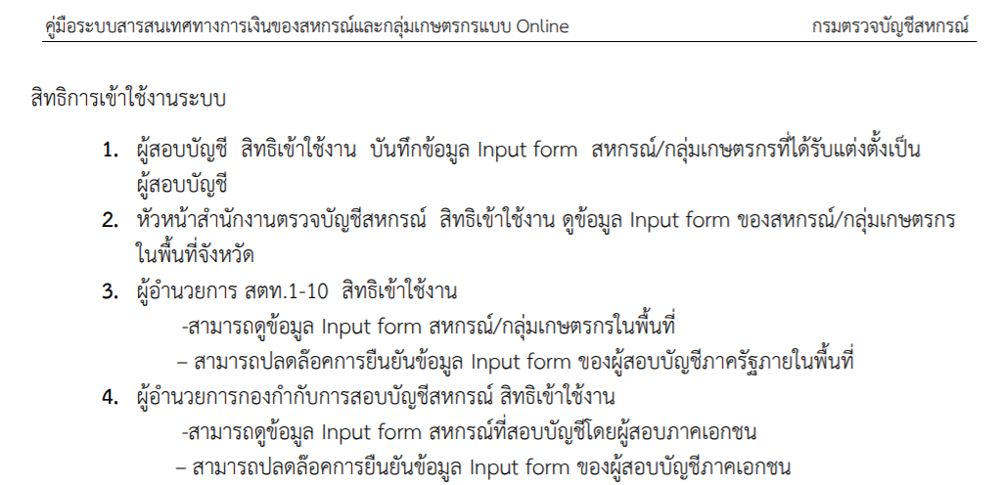 คู่มือระบบสารสนเทศทางการเงินของสหกรณ์และกลุ่มเกษตรกรแบบ Online กรมตรวจบัญชีสหกรณ์
สิทธิการเข้าใช้งานระบบ
1. ผู้สอบบัญชี สิทธิเข้าใช้งาน บันทึกข้อมูล Input form สหกรณ์/กลุ่มเกษตรกรที่ได้รับแต่งตั้งเป็น
ผู้สอบบัญชี
2. หัวหน้าสำนักงานตรวจบัญชีสหกรณ์ สิทธิเข้าใช้งาน ดูข้อมูล Input form ของสหกรณ์/กลุ่มเกษตรกร
ในพื้นที่จังหวัด
3. ผู้อำนวยการ สตท.1-10 สิทธิเข้าใช้งาน
-สามารถดูข้อมูล Input form สหกรณ์/กลุ่มเกษตรกรในพื้นที่
– สามารถปลดล๊อคการยืนยันข้อมูล Input form ของผู้สอบบัญชีภาครัฐภายในพื้นที่
4. ผู้อำนวยการกองกำกับการสอบบัญชีสหกรณ์ สิทธิเข้าใช้งาน
-สามารถดูข้อมูล Input form สหกรณ์ที่สอบบัญชีโดยผู้สอบภาคเอกชน
– สามารถปลดล๊อคการยืนยันข้อมูล Input form ของผู้สอบบัญชีภาคเอกชน